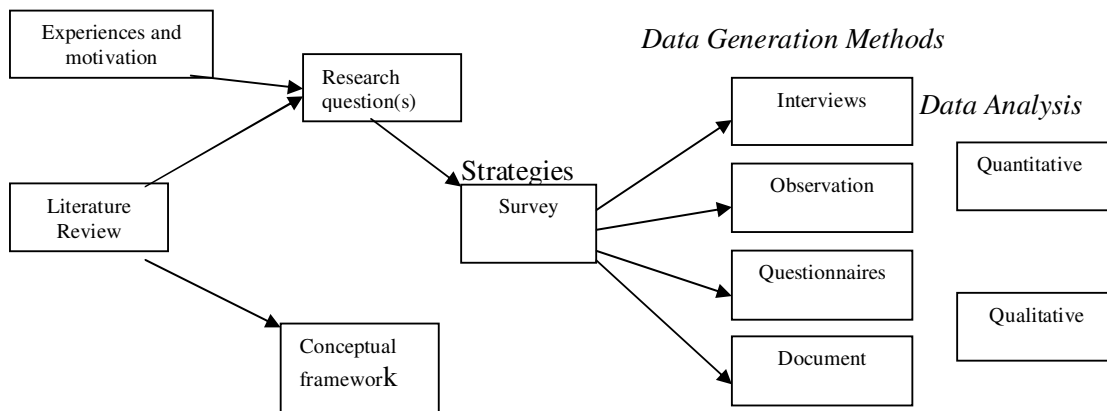 Experiences and
motivation
Data Generation Methods
Research
question(s)
Interviews
Data Analysis
Quantitative
Strategies
Survey
Observation
Literature
Review
Questionnaires
Qualitative
Conceptual
framework
Document